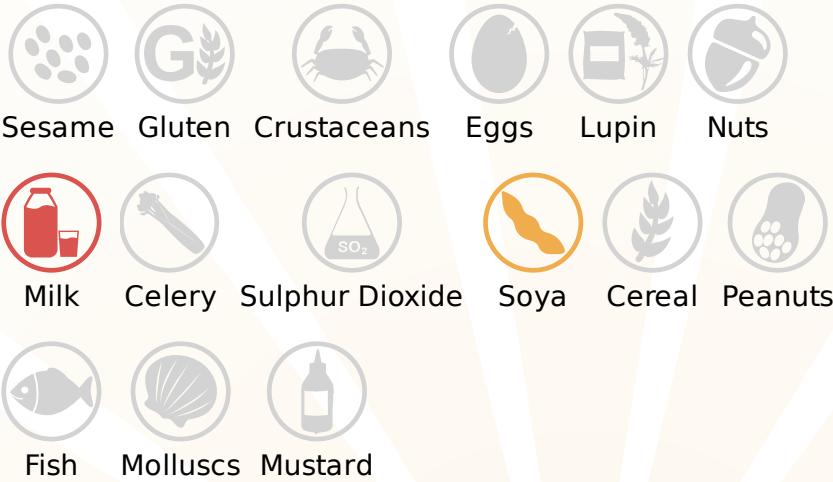 G
Sesame Gluten Crustaceans Eggs Lupin Nuts
SO₂
Milk Celery Sulphur Dioxide Soya Cereal Peanuts
Fish Molluscs Mustard